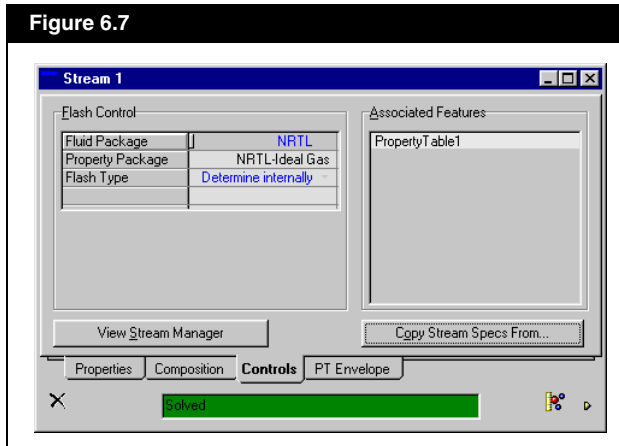 Figure 6.7
Stream 1
Flash Control
Associated Features
Fluid Package NRTL
Property Package NRTL-Ideal Gas
Flash Type Determine internally
PropertyTable1
View Stream Manager
Copy Stream Specs From...
Properties Composition Controls PT Envelope
Solved